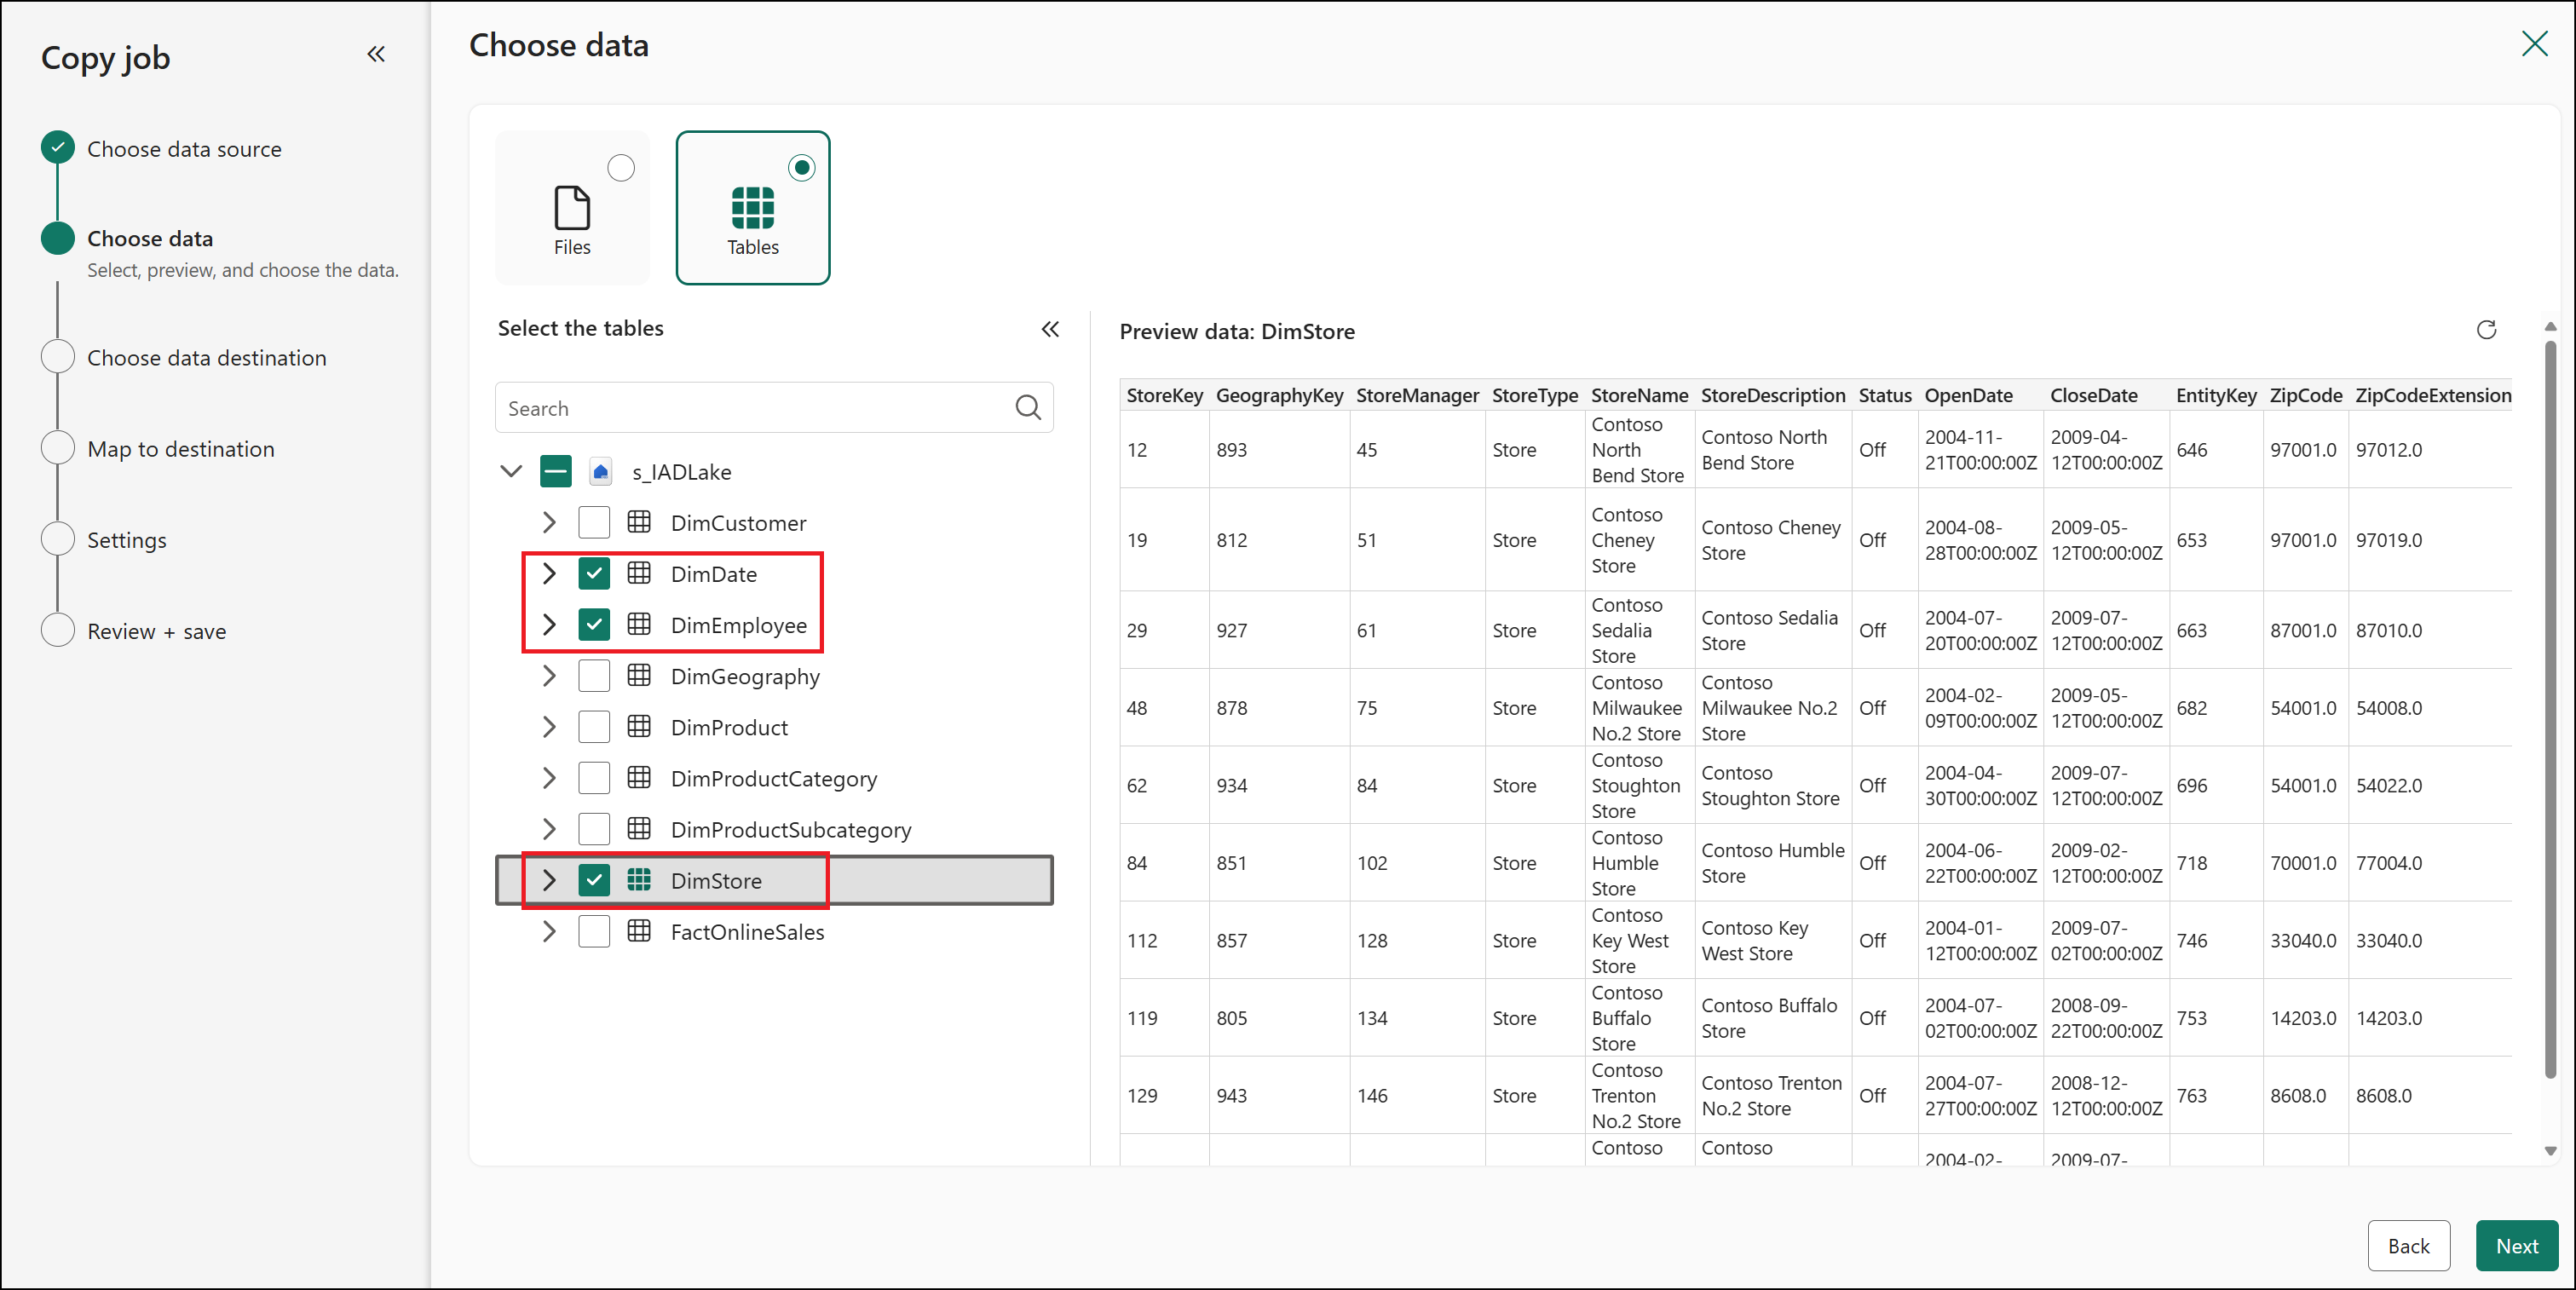 Copy job
Choose data source
Choose data
Select, preview, and choose the data.
Choose data destination
Map to destination
Settings
Review + save
Choose data
Files
Tables
Select the tables
Search
s_IADLake
DimCustomer
DimDate
DimEmployee
DimGeography
DimProduct
DimProductCategory
DimProductSubcategory
DimStore
FactOnlineSales
Preview data: DimStore
StoreKey GeographyKey StoreManager StoreType StoreName StoreDescription Status OpenDate CloseDate EntityKey ZipCode ZipCodeExtension
12 893 45 Store Contoso North Bend Store Contoso North Bend Store Off 2004-11-21T00:00:00Z 2009-04-12T00:00:00Z 646 97001.0 97012.0
19 812 51 Store Contoso Cheney Store Contoso Cheney Store Off 2004-08-28T00:00:00Z 2009-05-12T00:00:00Z 653 97001.0 97019.0
29 927 61 Store Contoso Sedalia Store Contoso Sedalia Store Off 2004-07-20T00:00:00Z 2009-07-12T00:00:00Z 663 87001.0 87010.0
48 878 75 Store Contoso Milwaukee No.2 Store Contoso Milwaukee No.2 Store Off 2004-02-09T00:00:00Z 2009-05-12T00:00:00Z 682 54001.0 54008.0
62 934 84 Store Contoso Stoughton Store Contoso Stoughton Store Off 2004-04-30T00:00:00Z 2009-07-12T00:00:00Z 696 54001.0 54022.0
84 851 102 Store Contoso Humble Store Contoso Humble Store Off 2004-06-22T00:00:00Z 2009-02-12T00:00:00Z 718 70001.0 77004.0
112 857 128 Store Contoso Key West Store Contoso Key West Store Off 2004-01-12T00:00:00Z 2009-07-02T00:00:00Z 746 33040.0 33040.0
119 805 134 Store Contoso Buffalo Store Contoso Buffalo Store Off 2004-07-02T00:00:00Z 2008-09-22T00:00:00Z 753 14203.0 14203.0
129 943 146 Store Contoso Trenton No.2 Store Contoso Trenton No.2 Store Off 2004-07-27T00:00:00Z 2008-12-12T00:00:00Z 763 8608.0 8608.0
Contoso Contoso 2004-02- 2009-07-
Back
Next